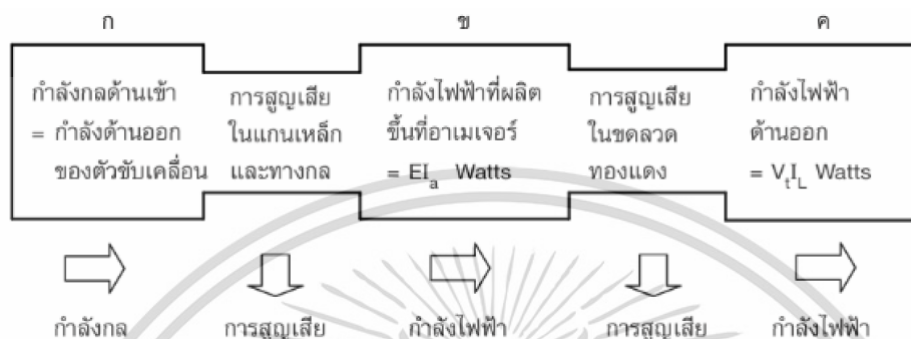 ก ข ค
กำลังกลด้านเข้า
= กำลังด้านออก
ของตัวขับเคลื่อน
การสูญเสีย
ในแกนเหล็ก
และทางกล
กำลังไฟฟ้าที่ผลิต
ขึ้นที่อาเมเจอร์
= EIa Watts
การสูญเสีย
ในขดลวด
ทองแดง
กำลังไฟฟ้า
ด้านออก
= VtIL Watts
กำลังกล การสูญเสีย กำลังไฟฟ้า การสูญเสีย กำลังไฟฟ้า